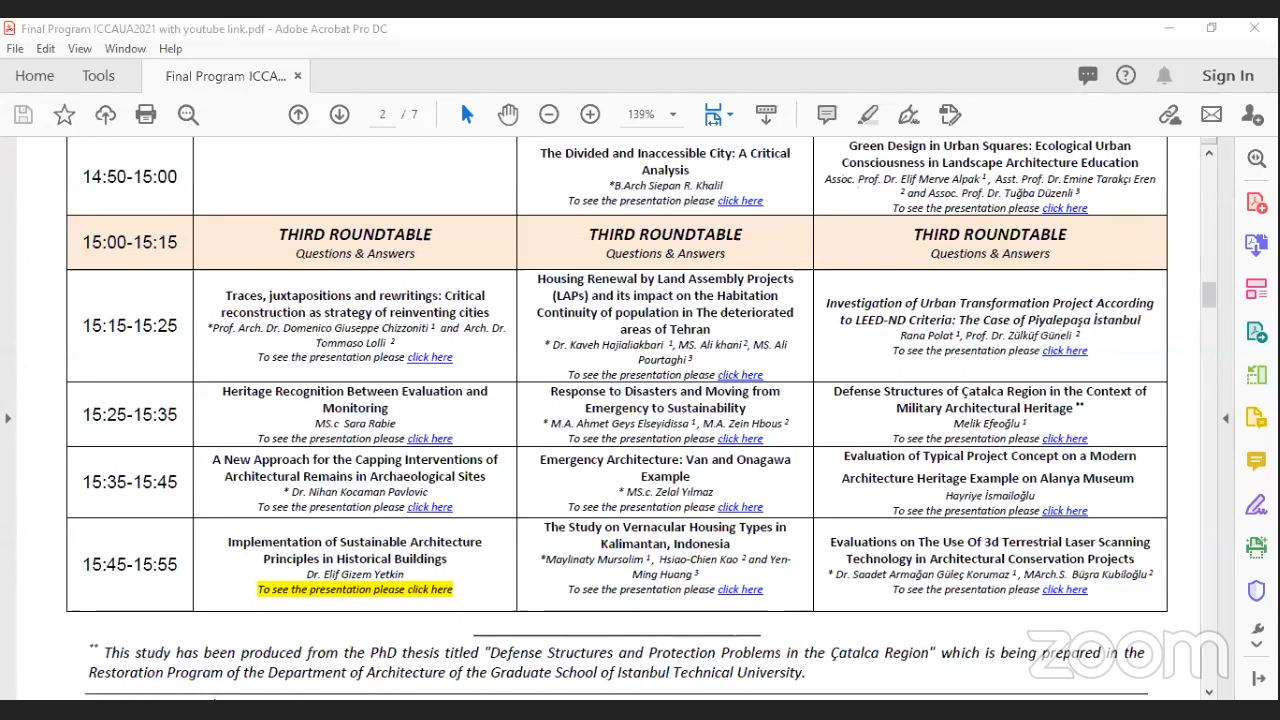 Final Program ICCAUA2021 with youtube link.pdf - Adobe Acrobat Pro DC
File Edit View Window Help
Home Tools Final Program ICCA... × Sign In
2 / 7 139%
14:50-15:00
The Divided and Inaccessible City: A Critical
Analysis
*B.Arch Siepan R. Khalil
To see the presentation please click here
Green Design in Urban Squares: Ecological Urban
Consciousness in Landscape Architecture Education
Assoc. Prof. Dr. Elif Merve Alpak 1, Asst. Prof. Dr. Emine Tarakçı Eren
2 and Assoc. Prof. Dr. Tuğba Düzenli 3
To see the presentation please click here
15:00-15:15
THIRD ROUNDTABLE
Questions & Answers
THIRD ROUNDTABLE
Questions & Answers
THIRD ROUNDTABLE
Questions & Answers
15:15-15:25
Traces, juxtapositions and rewritings: Critical
reconstruction as strategy of reinventing cities
*Prof. Arch. Dr. Domenico Giuseppe Chizzoniti 1 and Arch. Dr.
Tommaso Lolli 2
To see the presentation please click here
Housing Renewal by Land Assembly Projects
(LAPs) and its impact on the Habitation
Continuity of population in The deteriorated
areas of Tehran
* Dr. Kaveh Hajialiakbari 1, MS. Ali khani 2, MS. Ali
Pourtaghi 3
To see the presentation please click here
Investigation of Urban Transformation Project According
to LEED-ND Criteria: The Case of Piyalepaşa İstanbul
Rana Polat 1, Prof. Dr. Zülküf Güneli 2
To see the presentation please click here
15:25-15:35
Heritage Recognition Between Evaluation and
Monitoring
MS.c Sara Rabie
To see the presentation please click here
Response to Disasters and Moving from
Emergency to Sustainability
* M.A. Ahmet Geys Elseyidissa 1, M.A. Zein Hbous 2
To see the presentation please click here
Defense Structures of Çatalca Region in the Context of
Military Architectural Heritage **
Melik Efeoğlu 1
To see the presentation please click here
15:35-15:45
A New Approach for the Capping Interventions of
Architectural Remains in Archaeological Sites
* Dr. Nihan Kocaman Pavlovic
To see the presentation please click here
Emergency Architecture: Van and Onagawa
Example
* MS.c. Zelal Yılmaz
To see the presentation please click here
Evaluation of Typical Project Concept on a Modern
Architecture Heritage Example on Alanya Museum
Hayriye İsmailoğlu
To see the presentation please click here
15:45-15:55
Implementation of Sustainable Architecture
Principles in Historical Buildings
Dr. Elif Gizem Yetkin
To see the presentation please click here
The Study on Vernacular Housing Types in
Kalimantan, Indonesia
*Maylinaty Mursalim 1, Hsiao-Chien Kao 2 and Yen-
Ming Huang 3
To see the presentation please click here
Evaluations on The Use Of 3d Terrestrial Laser Scanning
Technology in Architectural Conservation Projects
* Dr. Saadet Armağan Güleç Korumaz 1, MArch.S. Büşra Kubiloğlu 2
To see the presentation please click here
** This study has been produced from the PhD thesis titled "Defense Structures and Protection Problems in the Çatalca Region" which is being prepared in the
Restoration Program of the Department of Architecture of the Graduate School of Istanbul Technical University.
zoom